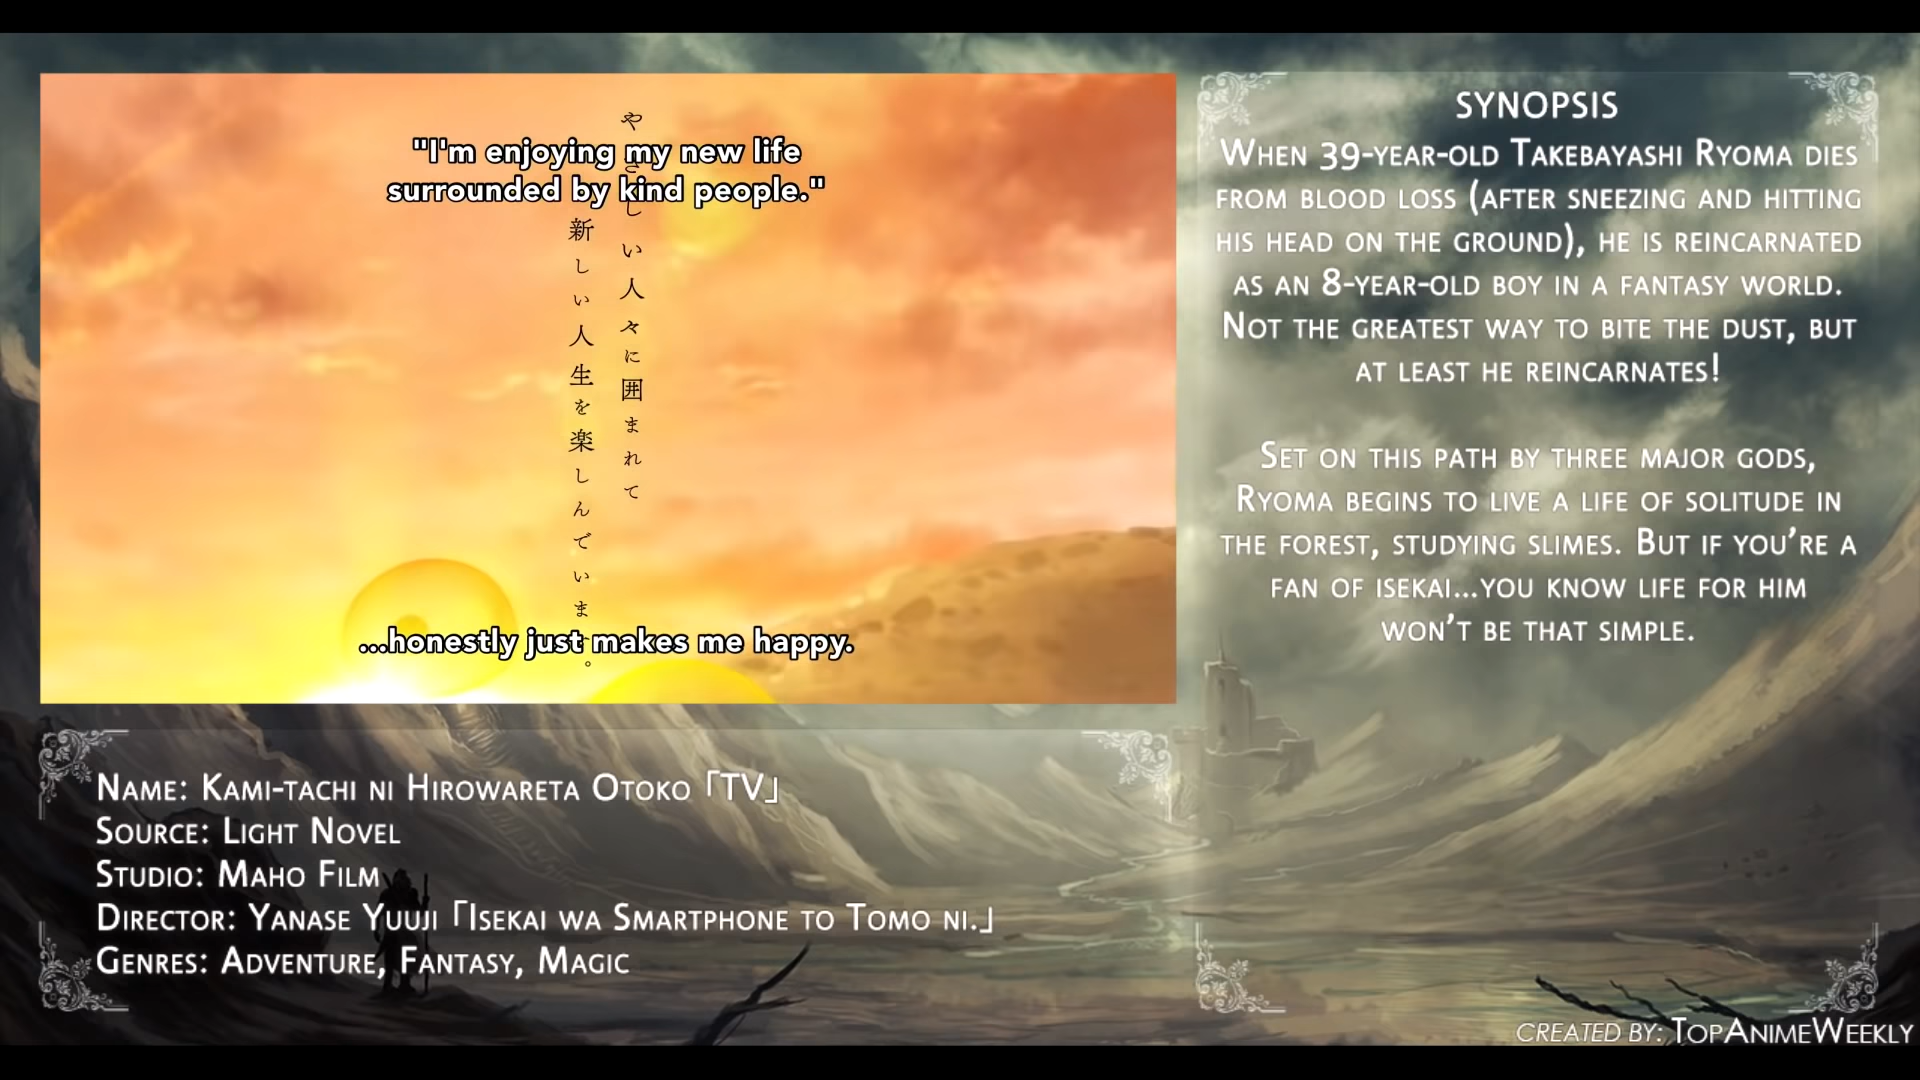 "I'm enjoying my new life
surrounded by kind people."
や しい人々に囲まれて
新しい人生を楽しんでいま 。
...honestly just makes me happy.
SYNOPSIS
When 39-year-old Takebayashi Ryoma dies
from blood loss (after sneezing and hitting
his head on the ground), he is reincarnated
as an 8-year-old boy in a fantasy world.
Not the greatest way to bite the dust, but
at least he reincarnates!
Set on this path by three major gods,
Ryoma begins to live a life of solitude in
the forest, studying slimes. But if you're a
fan of isekai...you know life for him
won't be that simple.
Name: Kami-tachi ni Hirowareta Otoko「TV」
Source: Light Novel
Studio: Maho Film
Director: Yanase Yuuji「Isekai wa Smartphone to Tomo ni.」
Genres: Adventure, Fantasy, Magic
CREATED BY: TopAnimeWeekly